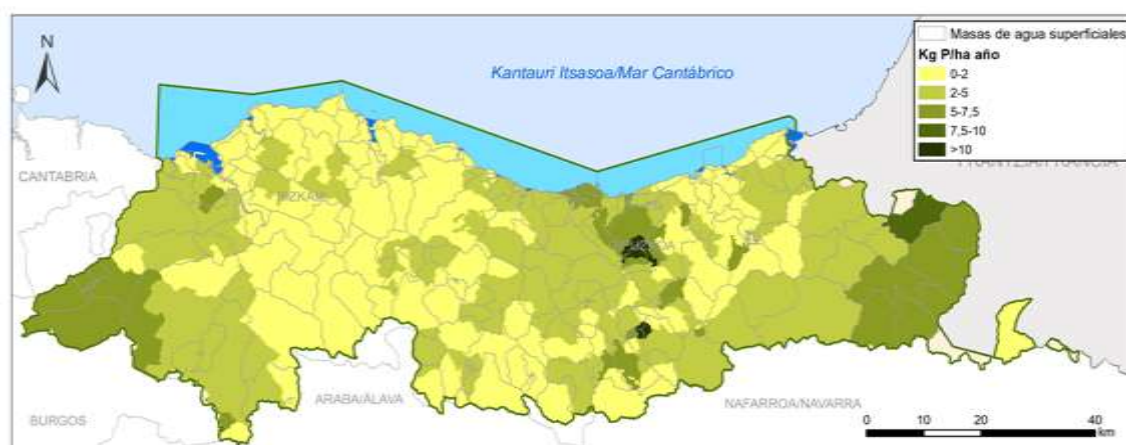 N
Kantauri Itsasoa/Mar Cantábrico
Masas de agua superficiales
Kg P/ha año
0-2
2-5
5-7,5
7,5-10
>10
CANTABRIA
BURGOS
ARABA/ÁLAVA
NAFARROA/NAVARRA
0 10 20 40
km